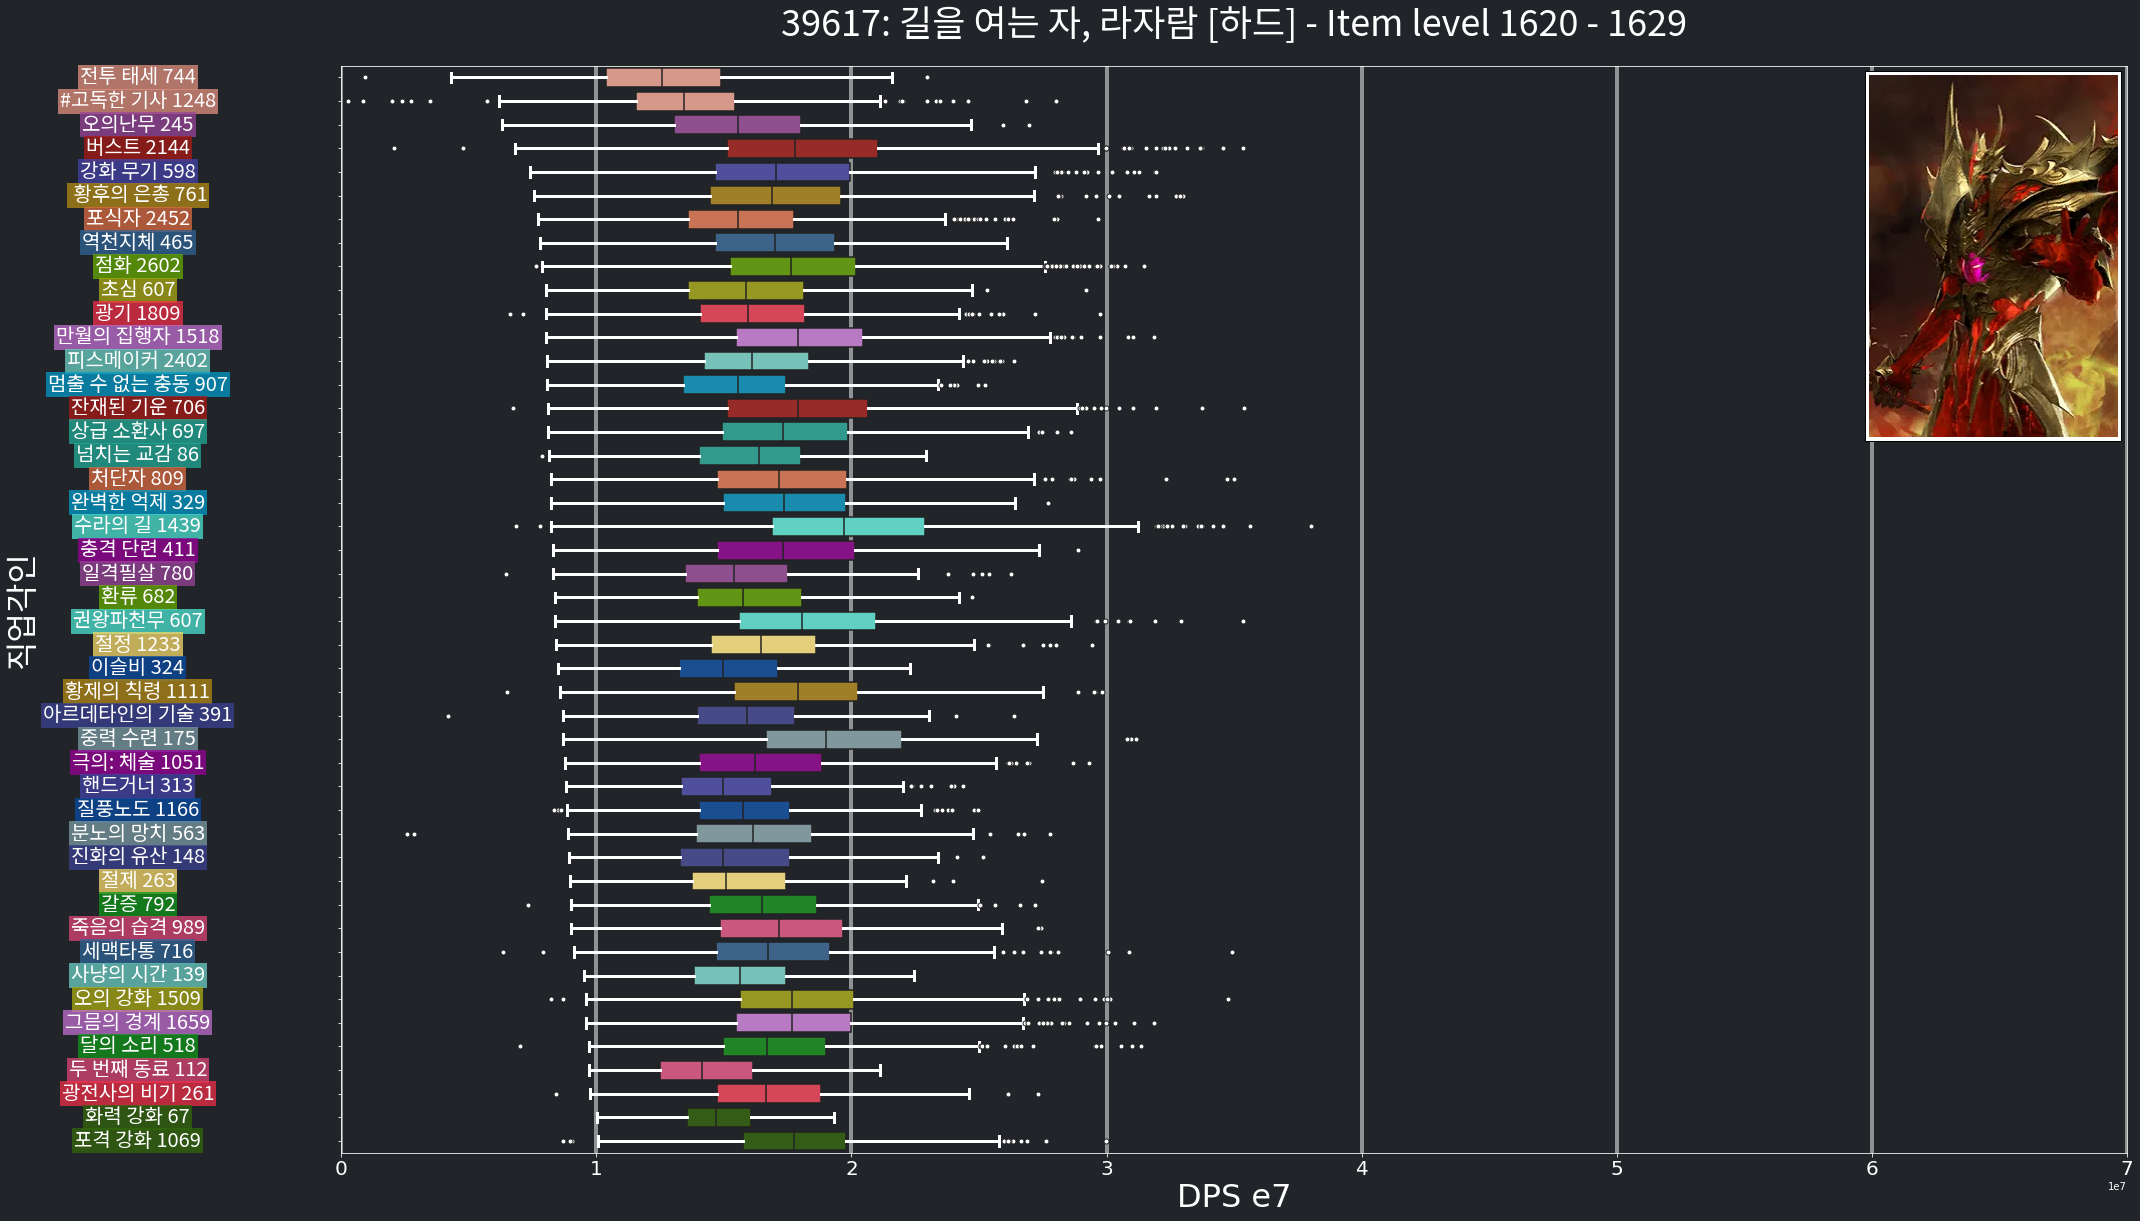 39617: 길을 여는 자, 라자람 [하드] - Item level 1620 - 1629
전투 태세 744
#고독한 기사 1248
오의난무 245
버스트 2144
강화 무기 598
황후의 은총 761
포식자 2452
역천지체 465
점화 2602
초심 607
광기 1809
만월의 집행자 1518
피스메이커 2402
멈출 수 없는 충동 907
잔재된 기운 706
상급 소환사 697
넘치는 교감 86
처단자 809
완벽한 억제 329
수라의 길 1439
충격 단련 411
일격필살 780
환류 682
권왕파천무 607
절정 1233
이슬비 324
황제의 칙령 1111
아르데타인의 기술 391
중력 수련 175
극의: 체술 1051
핸드거너 313
질풍노도 1166
분노의 망치 563
진화의 유산 148
절제 263
갈증 792
죽음의 습격 989
세맥타통 716
사냥의 시간 139
오의 강화 1509
그믐의 경계 1659
달의 소리 518
두 번째 동료 112
광전사의 비기 261
화력 강화 67
포격 강화 1069
직업각인
0 1 2 3 4 5 6 7
1e7
DPS e7